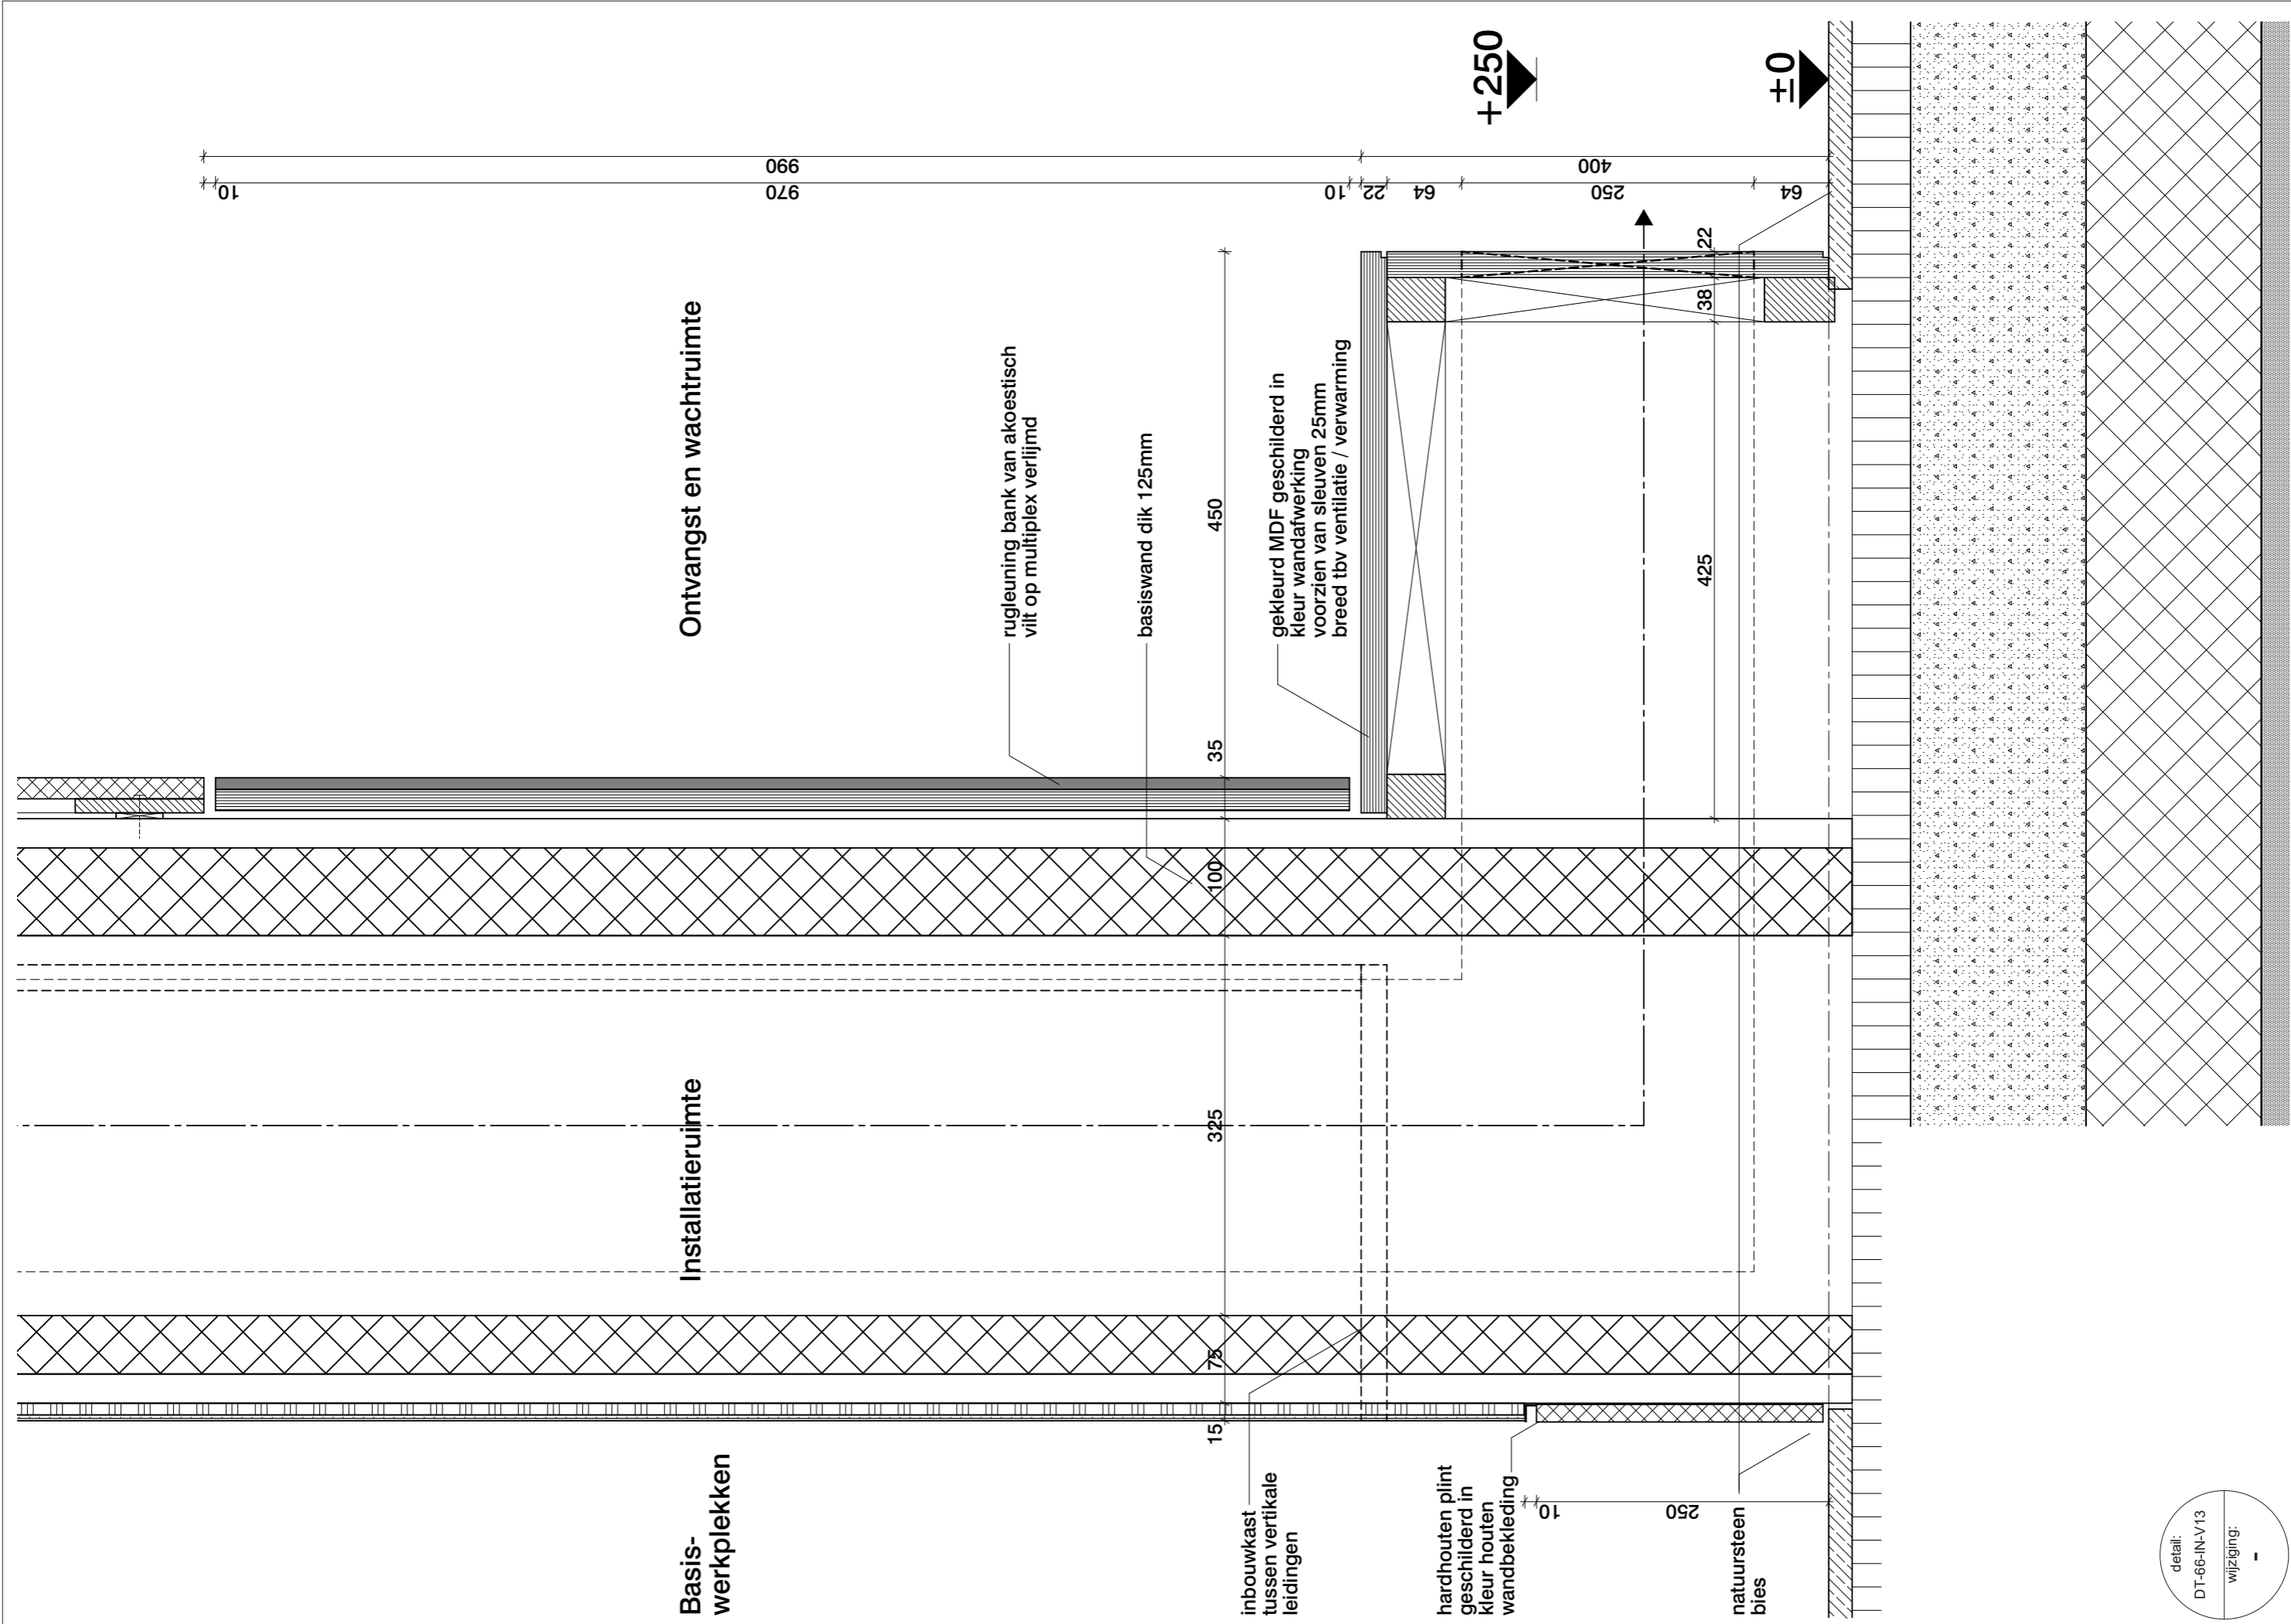 Basis-
werkplekken
Installatieruimte
Ontvangst en wachtruimte
rugleuning bank van akoestisch
vilt op multiplex verlijmd
basiswand dik 125mm
gekleurd MDF geschilderd in
kleur wandafwerking
voorzien van sleuven 25mm
breed tbv ventilatie / verwarming
inbouwkast
tussen vertikale
leidingen
hardhouten plint
geschilderd in
kleur houten
wandbekleding
natuursteen
bies
15
75
325
100
35
450
425
38
22
10
250
990
400
10
970
10
22
64
250
64
+250
±0
detail:
DT-66-IN-V13
wijziging:
-